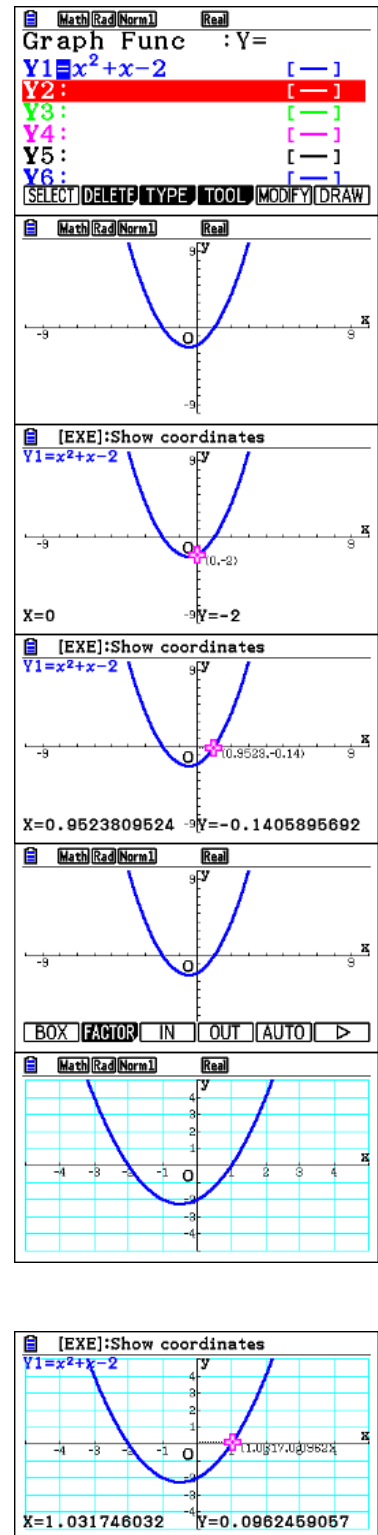 Math Rad Norm1 Real
Graph Func :Y=
Y1=x²+x-2 [—]
Y2: [—]
Y3: [—]
Y4: [—]
Y5: [—]
Y6: [—]
SELECT DELETE TYPE TOOL MODIFY DRAW
Math Rad Norm1 Real
9 y
-9 O 9 x
-9
[EXE]:Show coordinates
Y1=x²+x-2 9 y
-9 O 9 x
(0,-2)
X=0 -9 Y=-2
[EXE]:Show coordinates
Y1=x²+x-2 9 y
-9 O (0.9523,-0.14) 9 x
X=0.9523809524 -9 Y=-0.1405895692
Math Rad Norm1 Real
9 y
-9 O 9 x
BOX FACTOR IN OUT AUTO ▷
Math Rad Norm1 Real
y
4
3
2
1
-4 -3 -2 -1 O 1 2 3 4 x
-2
-3
-4
[EXE]:Show coordinates
Y1=x²+x-2 y
4
3
2
1
-4 -3 -2 -1 O 4 x
-2
-3
-4
X=1.031746032 Y=0.0962459057